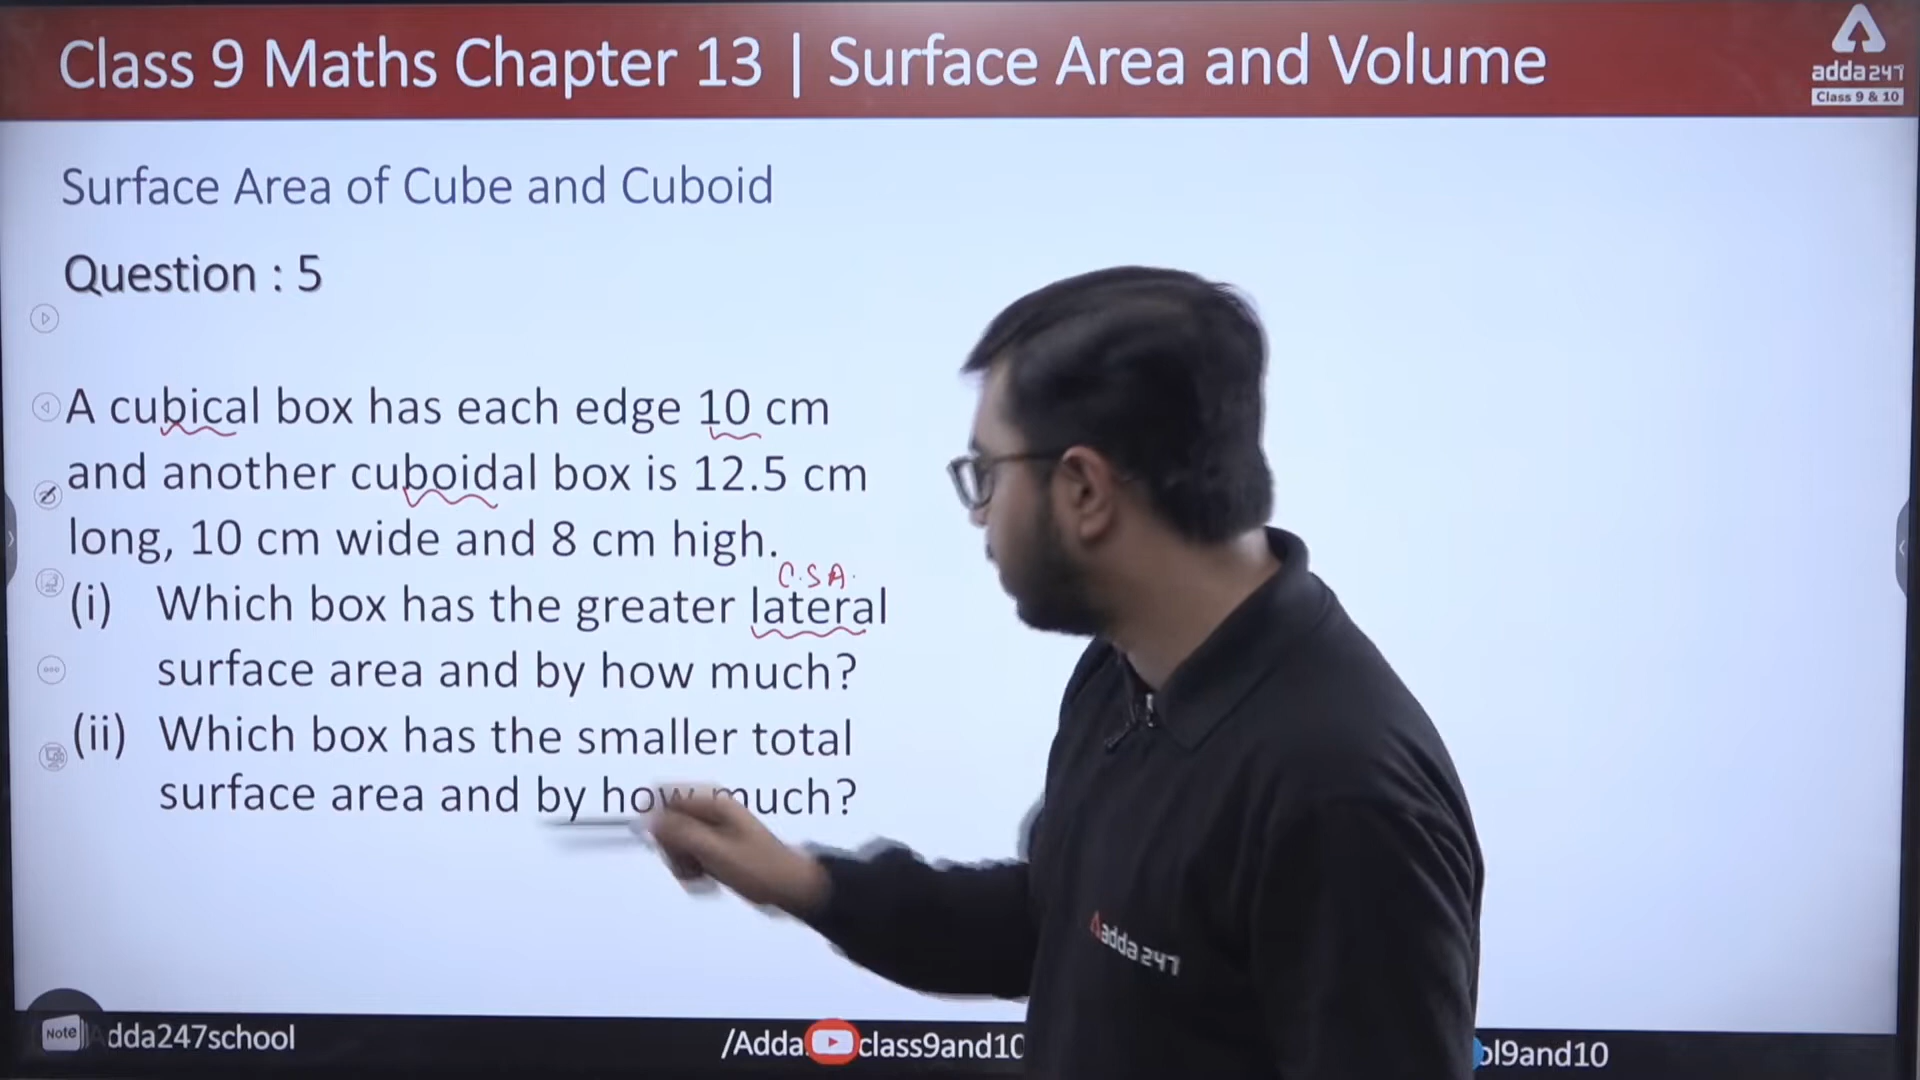 Class 9 Maths Chapter 13 | Surface Area and Volume
adda247
Class 9 & 10
Surface Area of Cube and Cuboid
Question : 5
A cubical box has each edge 10 cm
and another cuboidal box is 12.5 cm
long, 10 cm wide and 8 cm high.
C.S.A.
(i) Which box has the greater lateral
surface area and by how much?
(ii) Which box has the smaller total
surface area and by how much?
adda247
Note
dda247school
/Adda
class9and10
ol9and10